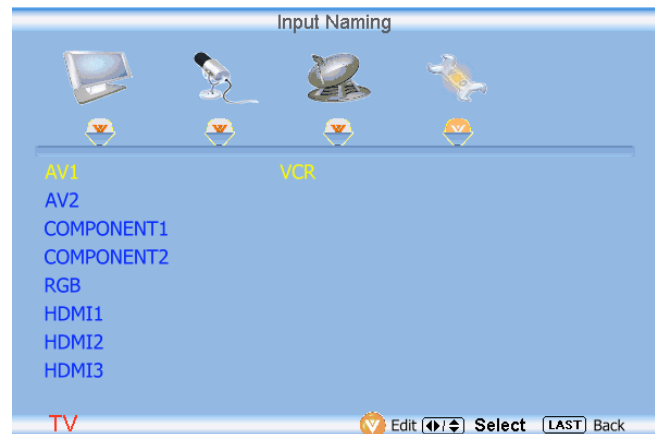 Input Naming
AV1 VCR
AV2
COMPONENT1
COMPONENT2
RGB
HDMI1
HDMI2
HDMI3
TV Edit / Select LAST Back